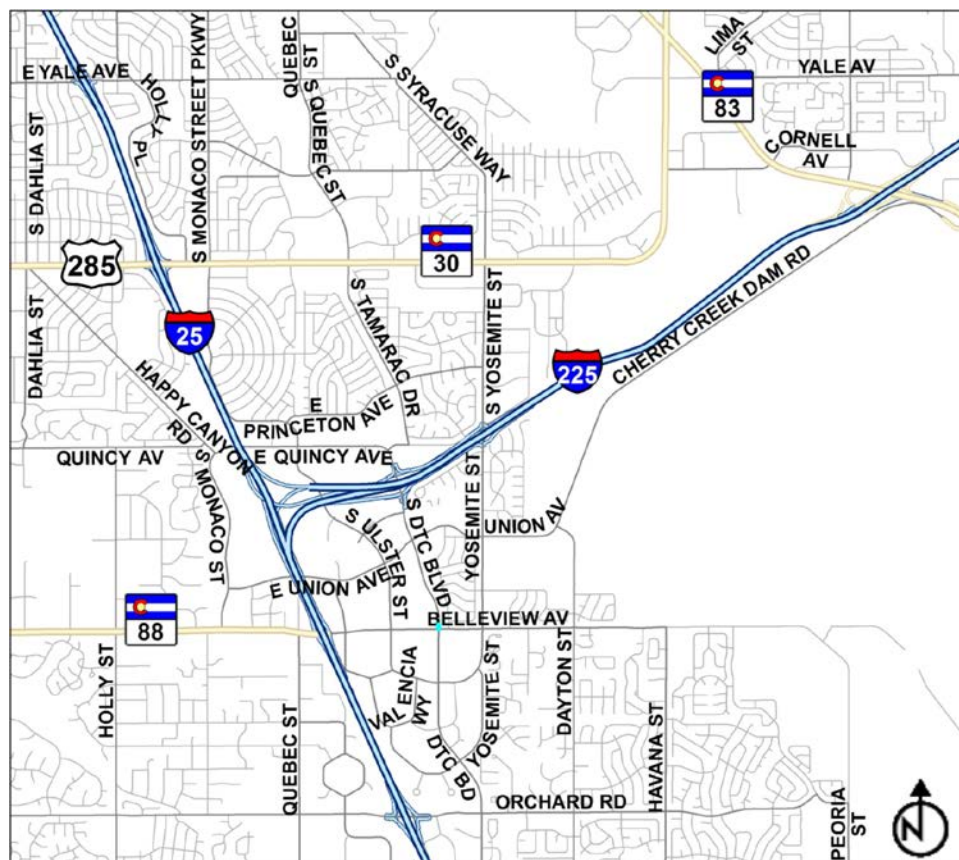 LIMA
ST
E YALE AVE
YALE AV
HOLLY PL
S MONACO STREET PKWY
QUEBEC
ST
S QUEBEC ST
S SYRACUSE WAY
83
CORNELL
AV
S DAHLIA ST
285
30
25
DAHLIA ST
S TAMARAC DR
S YOSEMITE ST
225
CHERRY CREEK DAM RD
HAPPY CANYON
RD
E
PRINCETON AVE
QUINCY AV
E QUINCY AVE
S MONACO ST
YOSEMITE ST
UNION AV
S ULSTER ST
S DTC BLVD
E UNION AVE
88
BELLEVIEW AV
HOLLY ST
VALENCIA
WY
YOSEMITE ST
DAYTON ST
HAVANA ST
QUEBEC ST
DTC BD
ORCHARD RD
PEORIA
ST
N